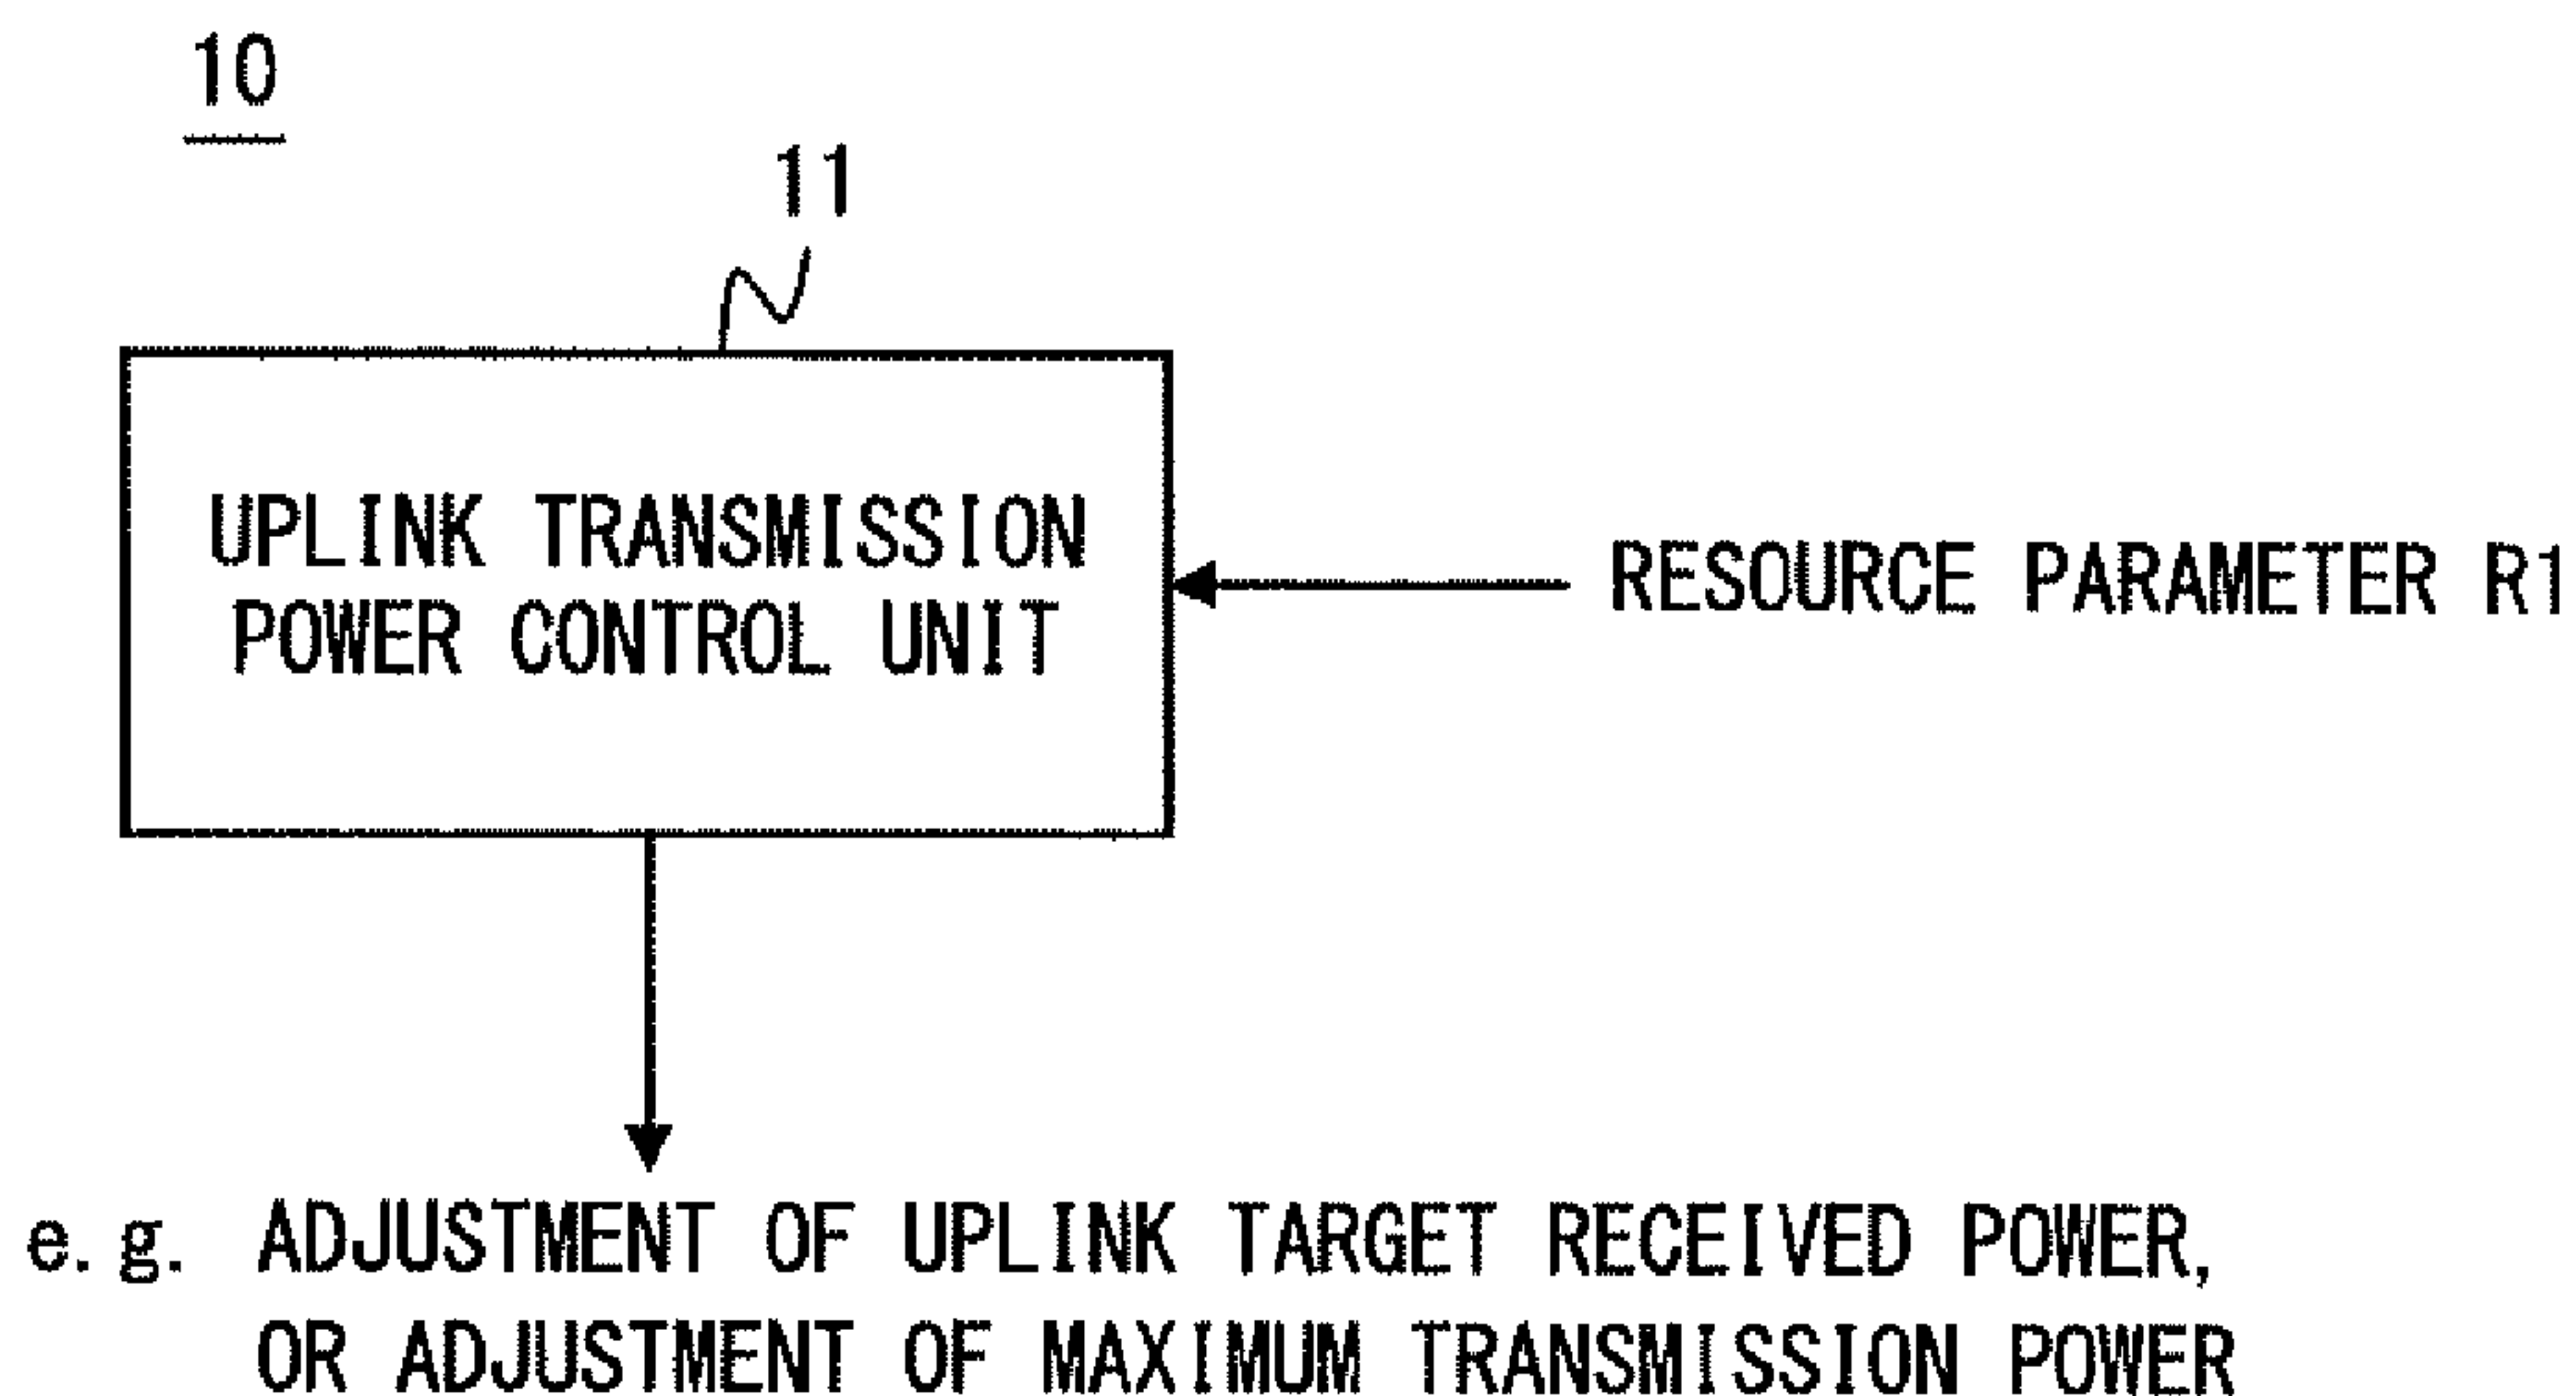 10
11
UPLINK TRANSMISSION
POWER CONTROL UNIT
RESOURCE PARAMETER R1
e.g. ADJUSTMENT OF UPLINK TARGET RECEIVED POWER,
OR ADJUSTMENT OF MAXIMUM TRANSMISSION POWER